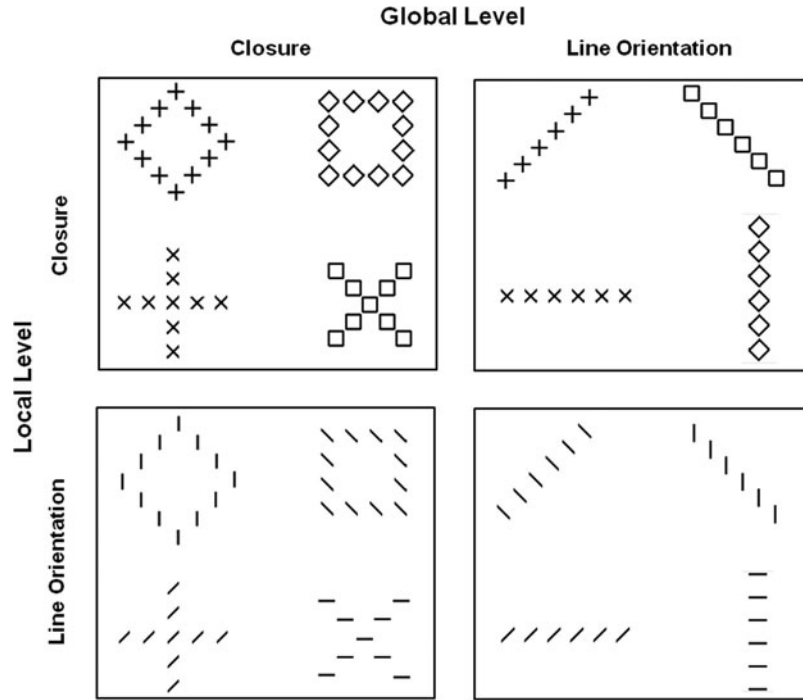 Global Level
Closure
Line Orientation
Local Level
Closure
Line Orientation